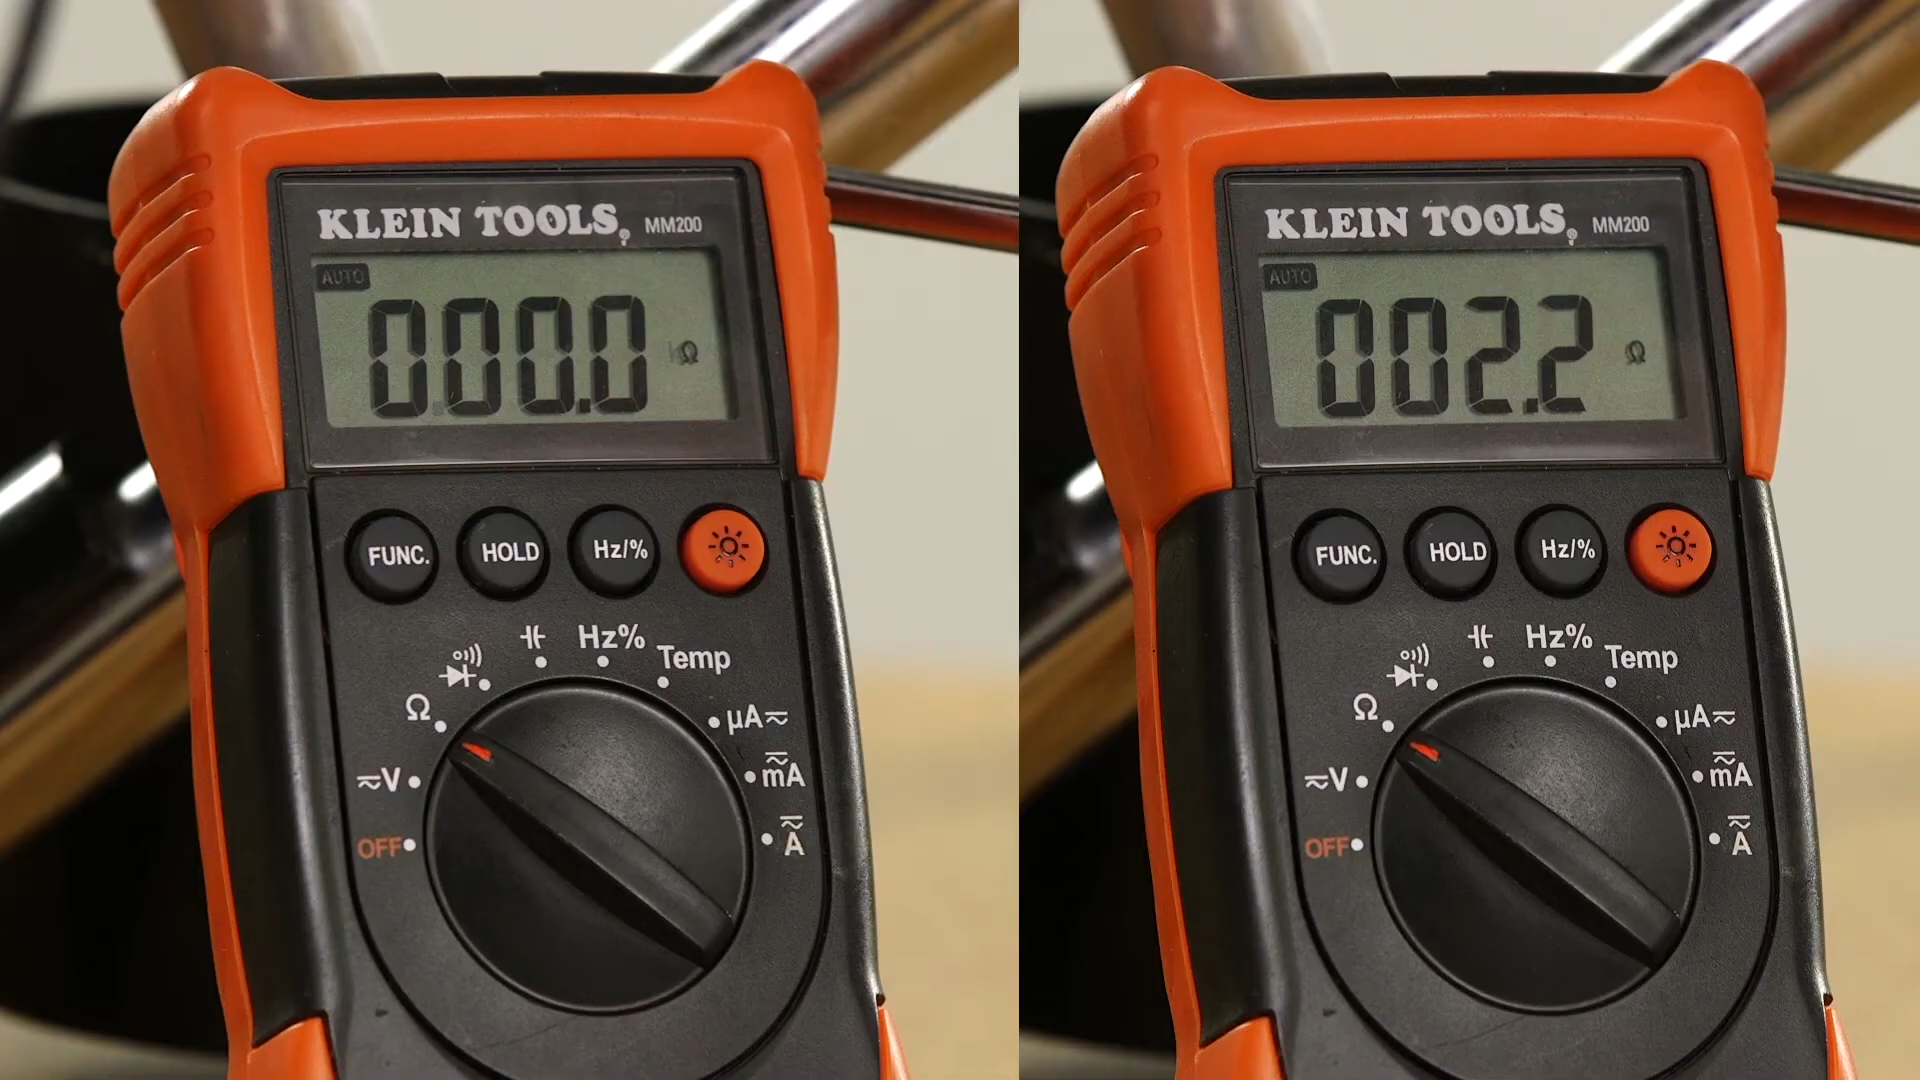 KLEIN TOOLS® MM200
AUTO
000.0 Ω
FUNC. HOLD Hz/%
Hz% Temp
Ω μA
V mA
OFF A
KLEIN TOOLS® MM200
AUTO
002.2 Ω
FUNC. HOLD Hz/%
Hz% Temp
Ω μA
V mA
OFF A